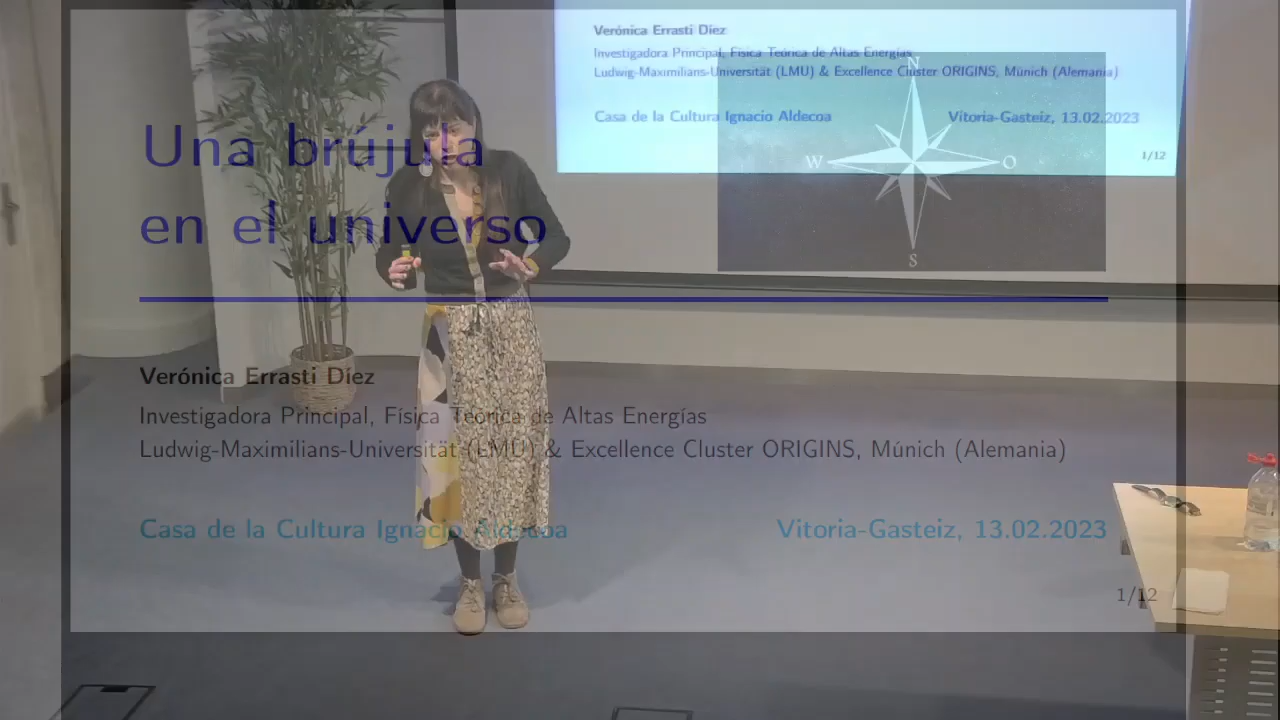 Verónica Errasti Díez
Investigadora Principal, Física Teórica de Altas Energías
Ludwig-Maximilians-Universität (LMU) & Excellence Cluster ORIGINS, Múnich (Alemania)
Casa de la Cultura Ignacio Aldecoa
Vitoria-Gasteiz, 13.02.2023
1/12
N
W
O
S
Una brújula
en el universo
Verónica Errasti Díez
Investigadora Principal, Física Teórica de Altas Energías
Ludwig-Maximilians-Universität (LMU) & Excellence Cluster ORIGINS, Múnich (Alemania)
Casa de la Cultura Ignacio Aldecoa
Vitoria-Gasteiz, 13.02.2023
1/12